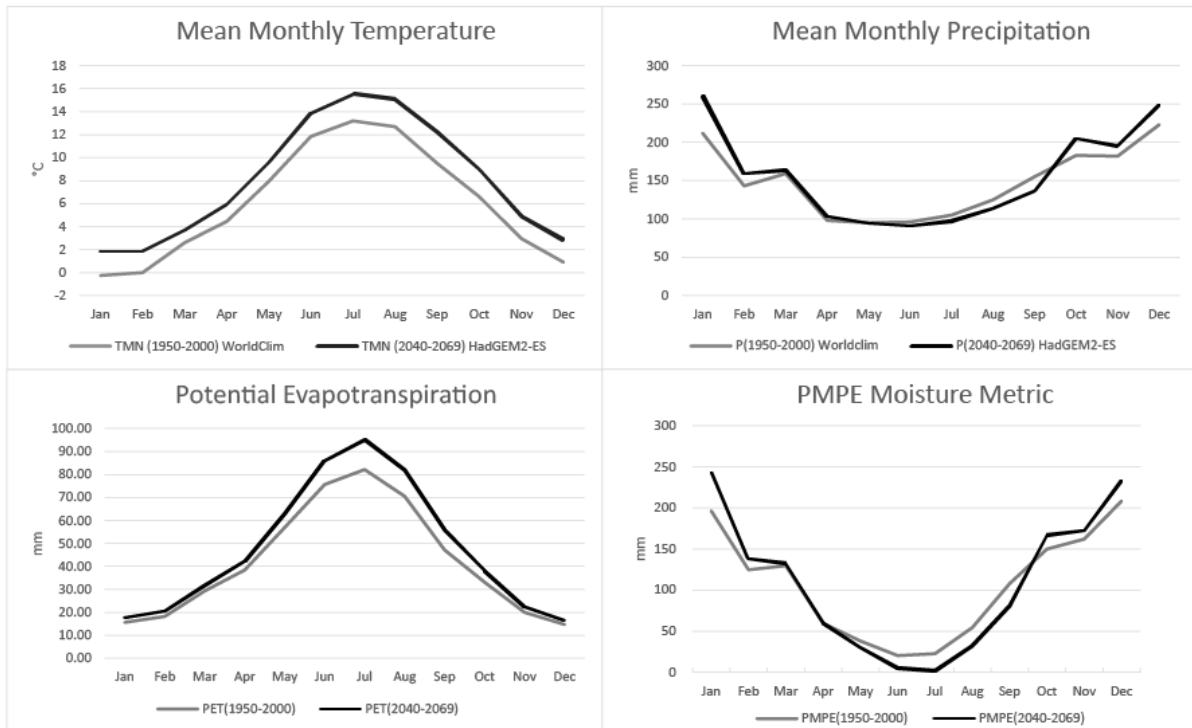 Mean Monthly Temperature
18
16
14
12
10
8
6
4
2
0
-2
°C
Jan Feb Mar Apr May Jun Jul Aug Sep Oct Nov Dec
TMN (1950-2000) WorldClim TMN (2040-2069) HadGEM2-ES
Mean Monthly Precipitation
300
250
200
150
100
50
0
mm
Jan Feb Mar Apr May Jun Jul Aug Sep Oct Nov Dec
P(1950-2000) Worldclim P(2040-2069) HadGEM2-ES
Potential Evapotranspiration
100.00
90.00
80.00
70.00
60.00
50.00
40.00
30.00
20.00
10.00
0.00
mm
Jan Feb Mar Apr May Jun Jul Aug Sep Oct Nov Dec
PET(1950-2000) PET(2040-2069)
PMPE Moisture Metric
300
250
200
150
100
50
0
mm
Jan Feb Mar Apr May Jun Jul Aug Sep Oct Nov Dec
PMPE(1950-2000) PMPE(2040-2069)